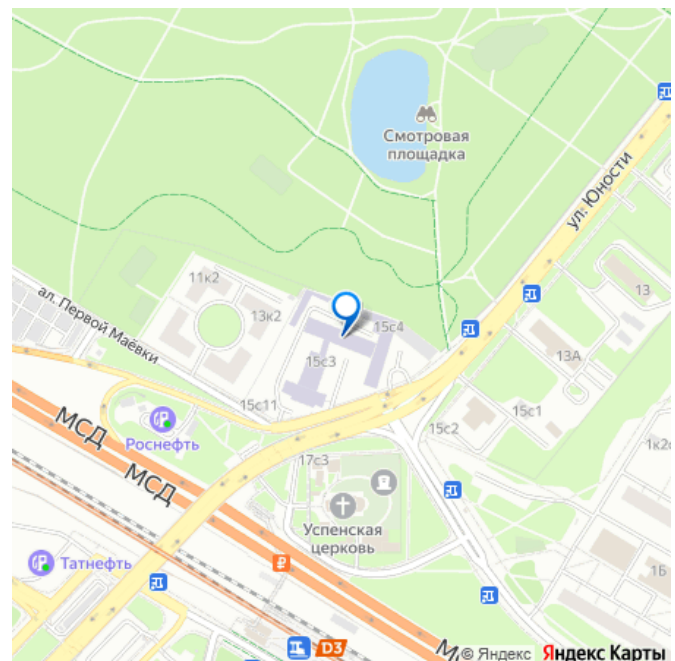 Смотровая
площадка
ул. Юности
11к2
13к2
15с4
13
ал. Первой Маёвки
15с3
13А
15с11
15с1
МСД
Роснефть
15с2
1к2с
МСД
17с3
Успенская
церковь
Татнефть
1Б
D3
© Яндекс Яндекс Карты